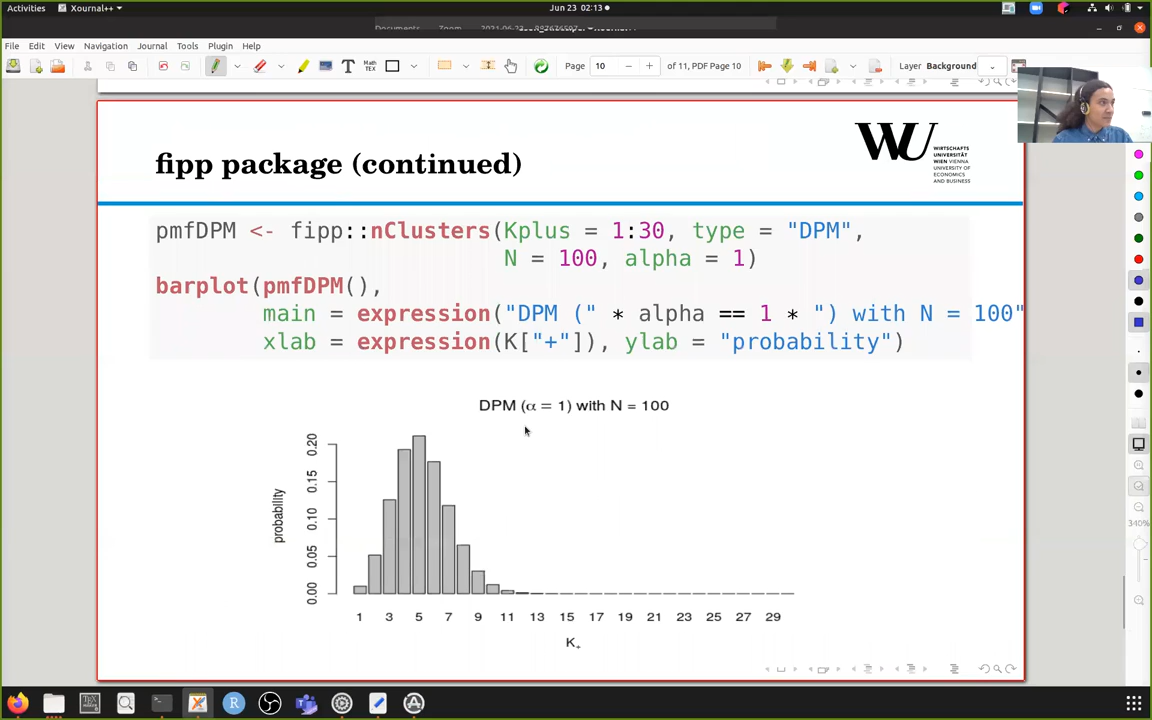 Activities Xournal++ Jun 23 02:13
File Edit View Navigation Journal Tools Plugin Help
Page 10 of 11, PDF Page 10 Layer Background
fipp package (continued)
WU
WIRTSCHAFTS
UNIVERSITÄT
WIEN VIENNA
UNIVERSITY OF
ECONOMICS
AND BUSINESS
pmfDPM <- fipp::nClusters(Kplus = 1:30, type = "DPM",
N = 100, alpha = 1)
barplot(pmfDPM(),
main = expression("DPM (" * alpha == 1 * ") with N = 100"
xlab = expression(K["+"]), ylab = "probability")
DPM (α = 1) with N = 100
probability
0.20
0.15
0.10
0.05
0.00
1 3 5 7 9 11 13 15 17 19 21 23 25 27 29
K+
340%